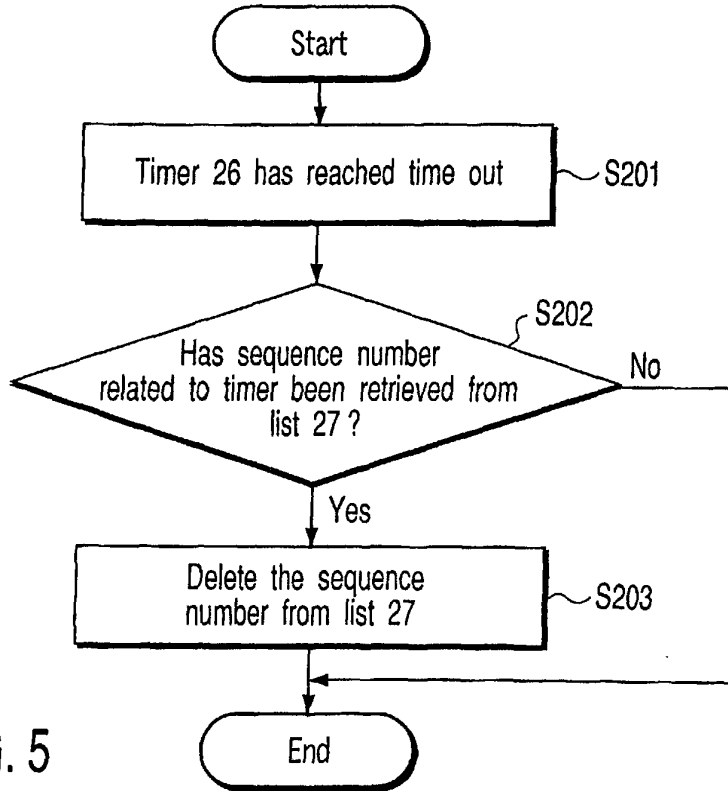 Start
Timer 26 has reached time out
S201
S202
Has sequence number
related to timer been retrieved from
list 27 ?
No
Yes
Delete the sequence
number from list 27
S203
End
. 5